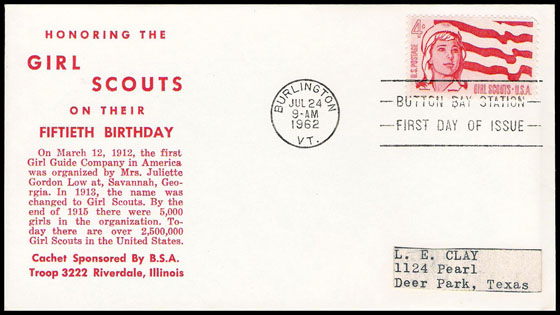 HONORING THE
GIRL
SCOUTS
ON THEIR
FIFTIETH BIRTHDAY
On March 12, 1912, the first
Girl Guide Company in America
was organized by Mrs. Juliette
Gordon Low at, Savannah, Geo-
rgia. In 1913, the name
was changed
to Girl Scouts. By the
end of 1915 there were 5,000
girls in the organization. To-
day there are over 2,500,000
Girl Scouts in the United States.
Cachet Sponsored By B.S.A.
Troop 3222 Riverdale, Illinois
BURLINGTON
JUL 24
9-AM
1962
VT.
4¢
U.S. POSTAGE
GIRL SCOUTS·U.S.A.
BUTTON BAY STATION
FIRST DAY OF ISSUE
L. E. CLAY
1124 Pearl
Deer Park, Texas